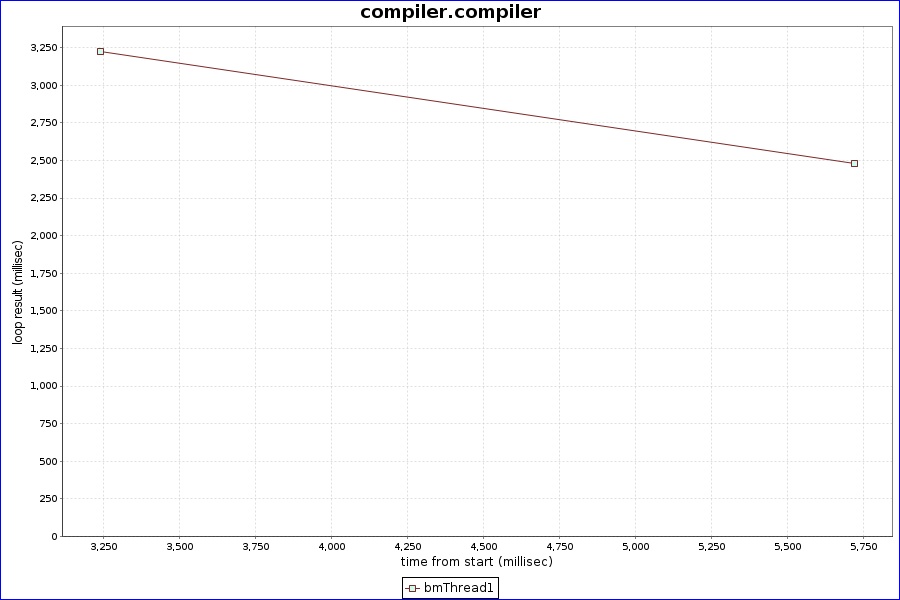 compiler.compiler
3,250
3,000
2,750
2,500
2,250
2,000
1,750
1,500
1,250
1,000
750
500
250
0
loop result (millisec)
3,250 3,500 3,750 4,000 4,250 4,500 4,750 5,000 5,250 5,500 5,750
time from start (millisec)
bmThread1